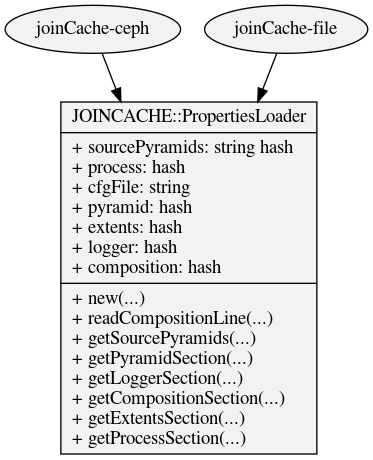 joinCache-ceph
joinCache-file
JOINCACHE::PropertiesLoader
+ sourcePyramids: string hash
+ process: hash
+ cfgFile: string
+ pyramid: hash
+ extents: hash
+ logger: hash
+ composition: hash
+ new(...)
+ readCompositionLine(...)
+ getSourcePyramids(...)
+ getPyramidSection(...)
+ getLoggerSection(...)
+ getCompositionSection(...)
+ getExtentsSection(...)
+ getProcessSection(...)